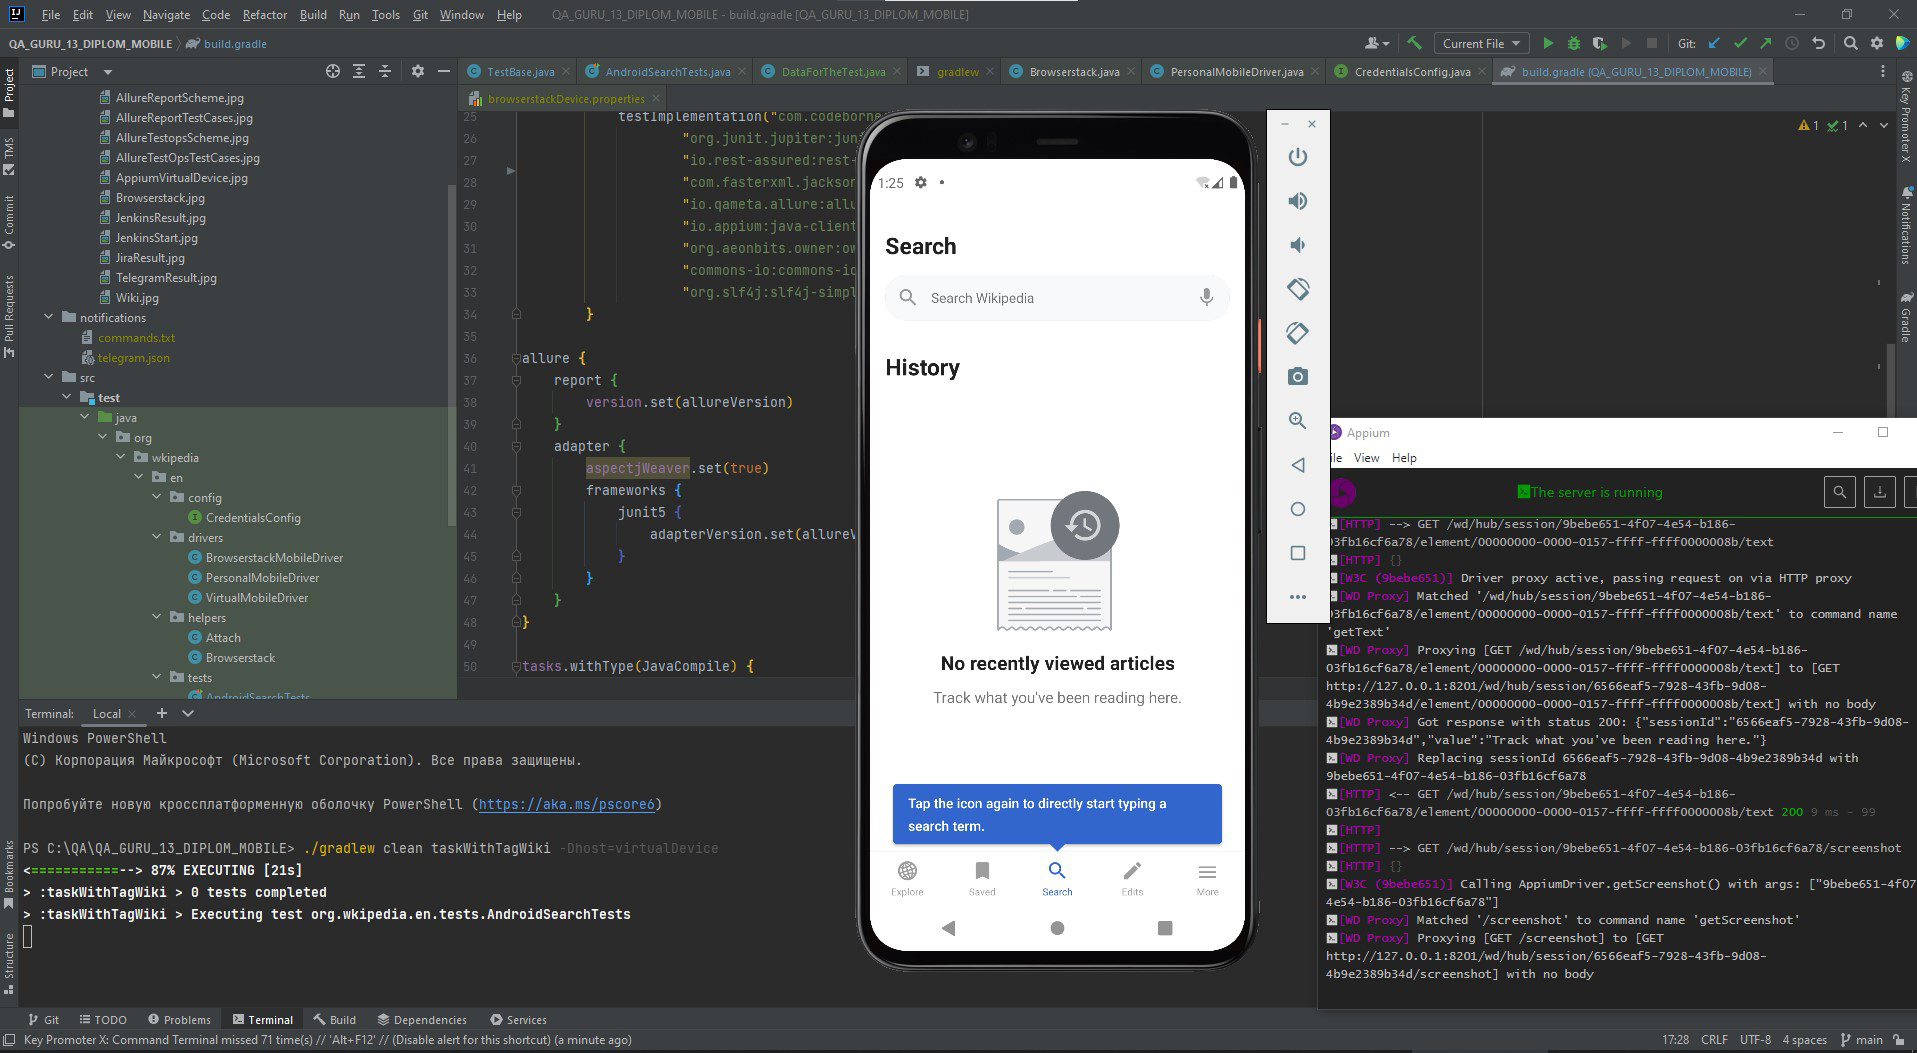 File Edit View Navigate Code Refactor Build Run Tools Git Window Help QA_GURU_13_DIPLOM_MOBILE - build.gradle [QA_GURU_13_DIPLOM_MOBILE]
QA_GURU_13_DIPLOM_MOBILE build.gradle Current File Git:
Project
TestBase.java AndroidSearchTests.java DataForTheTest.java gradlew Browserstack.java PersonalMobileDriver.java CredentialsConfig.java build.gradle (QA_GURU_13_DIPLOM_MOBILE)
browserstackDevice.properties
Project
TMS
Commit
Pull Requests
Bookmarks
Structure
AllureReportScheme.jpg
AllureReportTestCases.jpg
AllureTestopsScheme.jpg
AllureTestOpsTestCases.jpg
AppiumVirtualDevice.jpg
Browserstack.jpg
JenkinsResult.jpg
JenkinsStart.jpg
JiraResult.jpg
TelegramResult.jpg
Wiki.jpg
notifications
commands.txt
telegram.json
src
test
java
org
wkipedia
en
config
CredentialsConfig
drivers
BrowserstackMobileDriver
PersonalMobileDriver
VirtualMobileDriver
helpers
Attach
Browserstack
tests
AndroidSearchTests
25 testImplementation("com.codeborne
26 "org.junit.jupiter:jun
27 "io.rest-assured:rest-
28 "com.fasterxml.jackson
29 "io.qameta.allure:allu
30 "io.appium:java-client
31 "org.aeonbits.owner:ow
32 "commons-io:commons-io
33 "org.slf4j:slf4j-simpl
34 }
35
36 allure {
37 report {
38 version.set(allureVersion)
39 }
40 adapter {
41 aspectjWeaver.set(true)
42 frameworks {
43 junit5 {
44 adapterVersion.set(allureV
45 }
46 }
47 }
48 }
49
50 tasks.withType(JavaCompile) {
1 1
Key Promoter X
Notifications
Gradle
1:25
Search
Search Wikipedia
History
No recently viewed articles
Track what you've been reading here.
Tap the icon again to directly start typing a
search term.
Explore Saved Search Edits More
Appium
ile View Help
The server is running
[HTTP] --> GET /wd/hub/session/9bebe651-4f07-4e54-b186-
03fb16cf6a78/element/00000000-0000-0157-ffff-ffff0000008b/text
[HTTP] {}
[W3C (9bebe651)] Driver proxy active, passing request on via HTTP proxy
[WD Proxy] Matched '/wd/hub/session/9bebe651-4f07-4e54-b186-
03fb16cf6a78/element/00000000-0000-0157-ffff-ffff0000008b/text' to command name
'getText'
[WD Proxy] Proxying [GET /wd/hub/session/9bebe651-4f07-4e54-b186-
03fb16cf6a78/element/00000000-0000-0157-ffff-ffff0000008b/text] to [GET
http://127.0.0.1:8201/wd/hub/session/6566eaf5-7928-43fb-9d08-
4b9e2389b34d/element/00000000-0000-0157-ffff-ffff0000008b/text] with no body
[WD Proxy] Got response with status 200: {"sessionId":"6566eaf5-7928-43fb-9d08-
4b9e2389b34d","value":"Track what you've been reading here."}
[WD Proxy] Replacing sessionId 6566eaf5-7928-43fb-9d08-4b9e2389b34d with
9bebe651-4f07-4e54-b186-03fb16cf6a78
[HTTP] <-- GET /wd/hub/session/9bebe651-4f07-4e54-b186-
03fb16cf6a78/element/00000000-0000-0157-ffff-ffff0000008b/text 200 9 ms - 99
[HTTP]
[HTTP] --> GET /wd/hub/session/9bebe651-4f07-4e54-b186-03fb16cf6a78/screenshot
[HTTP] {}
[W3C (9bebe651)] Calling AppiumDriver.getScreenshot() with args: ["9bebe651-4f07-
4e54-b186-03fb16cf6a78"]
[WD Proxy] Matched '/screenshot' to command name 'getScreenshot'
[WD Proxy] Proxying [GET /screenshot] to [GET
http://127.0.0.1:8201/wd/hub/session/6566eaf5-7928-43fb-9d08-
4b9e2389b34d/screenshot] with no body
Terminal: Local
Windows PowerShell
(C) Корпорация Майкрософт (Microsoft Corporation). Все права защищены.
Попробуйте новую кроссплатформенную оболочку PowerShell (https://aka.ms/pscore6)
PS C:\QA\QA_GURU_13_DIPLOM_MOBILE> ./gradlew clean taskWithTagWiki -Dhost=virtualDevice
<===========--> 87% EXECUTING [21s]
> :taskWithTagWiki > 0 tests completed
> :taskWithTagWiki > Executing test org.wkipedia.en.tests.AndroidSearchTests
Git TODO Problems Terminal Build Dependencies Services
Key Promoter X: Command Terminal missed 71 time(s) // 'Alt+F12' // (Disable alert for this shortcut) (a minute ago) 17:28 CRLF UTF-8 4 spaces main